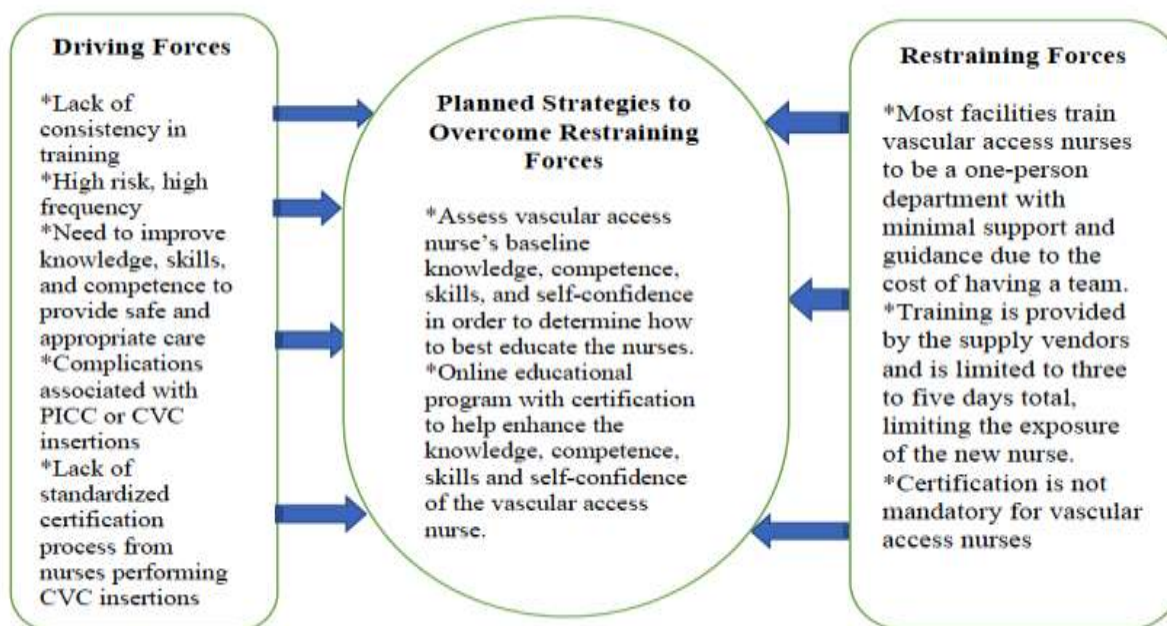 Driving Forces
*Lack of
consistency in
training
*High risk, high
frequency
*Need to improve
knowledge, skills,
and competence to
provide safe and
appropriate care
*Complications
associated with
PICC or CVC
insertions
*Lack of
standardized
certification
process from
nurses performing
CVC insertions
Planned Strategies to
Overcome Restraining
Forces
*Assess vascular access
nurse’s baseline
knowledge, competence,
skills, and self-confidence
in order to determine how
to best educate the nurses.
*Online educational
program with certification
to help enhance the
knowledge, competence,
skills and self-confidence
of the vascular access
nurse.
Restraining Forces
*Most facilities train
vascular access nurses
to be a one-person
department with
minimal support and
guidance due to the
cost of having a team.
*Training is provided
by the supply vendors
and is limited to three
to five days total,
limiting the exposure
of the new nurse.
*Certification is not
mandatory for vascular
access nurses